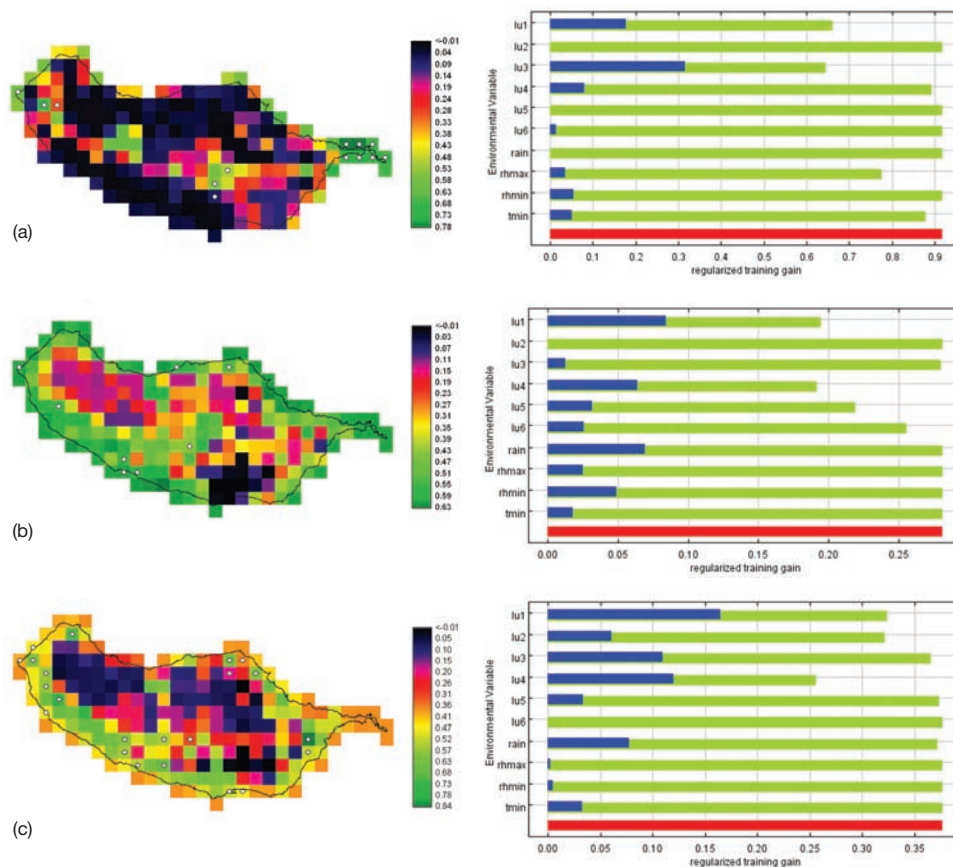 <-0.01
0.04
0.09
0.14
0.19
0.24
0.28
0.33
0.38
0.43
0.48
0.53
0.58
0.63
0.68
0.73
0.78
(a)
Environmental Variable
lu1
lu2
lu3
lu4
lu5
lu6
rain
rhmax
rhmin
tmin
0.0 0.1 0.2 0.3 0.4 0.5 0.6 0.7 0.8 0.9
regularized training gain
<-0.01
0.03
0.07
0.11
0.15
0.19
0.23
0.27
0.31
0.35
0.39
0.43
0.47
0.51
0.55
0.59
0.63
(b)
Environmental Variable
lu1
lu2
lu3
lu4
lu5
lu6
rain
rhmax
rhmin
tmin
0.00 0.05 0.10 0.15 0.20 0.25
regularized training gain
<-0.01
0.05
0.10
0.15
0.20
0.26
0.31
0.36
0.41
0.47
0.52
0.57
0.63
0.68
0.73
0.78
0.84
(c)
Environmental Variable
lu1
lu2
lu3
lu4
lu5
lu6
rain
rhmax
rhmin
tmin
0.00 0.05 0.10 0.15 0.20 0.25 0.30 0.35
regularized training gain